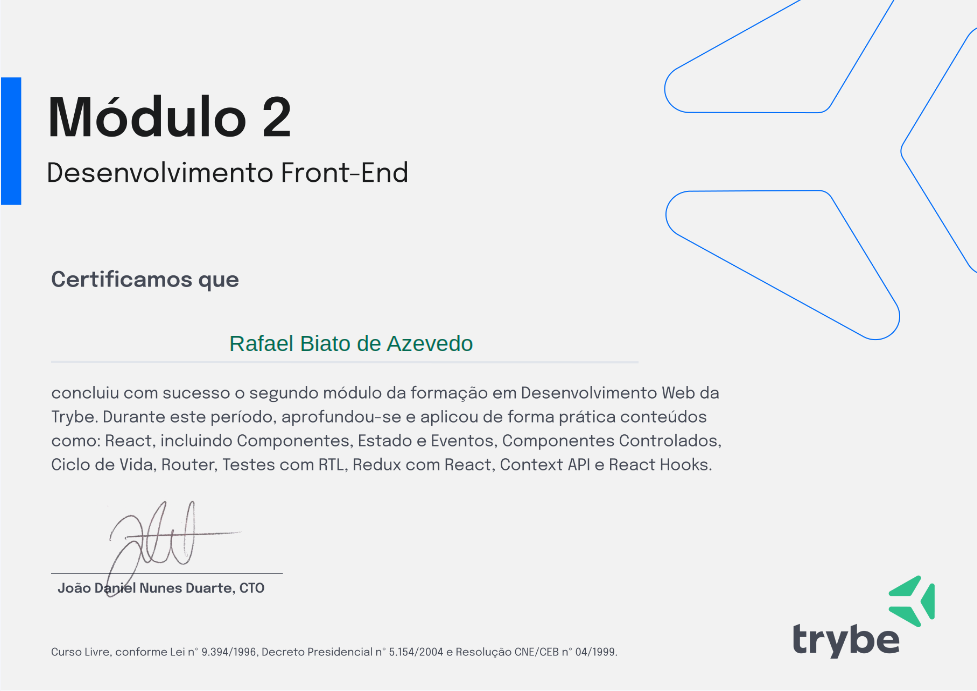 Módulo 2
Desenvolvimento Front-End
Certificamos que
Rafael Biato de Azevedo
concluiu com sucesso o segundo módulo da formação em Desenvolvimento Web da
Trybe. Durante este período, aprofundou-se e aplicou de forma prática conteúdos
como: React, incluindo Componentes, Estado e Eventos, Componentes Controlados,
Ciclo de Vida, Router, Testes com RTL, Redux com React, Context API e React Hooks.
João Daniel Nunes Duarte, CTO
trybe
Curso Livre, conforme Lei n° 9.394/1996, Decreto Presidencial n° 5.154/2004 e Resolução CNE/CEB n° 04/1999.